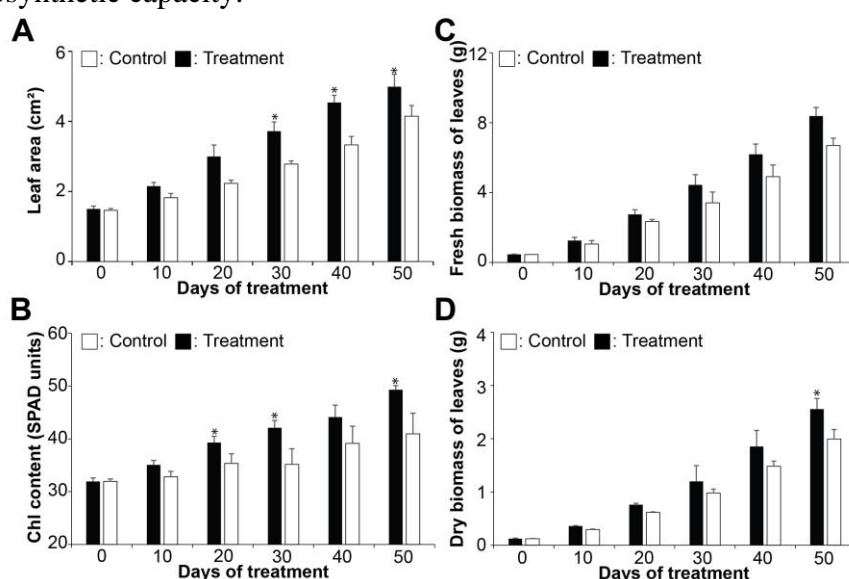 synthetic capacity.
A
6
4
2
0
Leaf area (cm²)
□: Control ■: Treatment
*
*
*
0 10 20 30 40 50
Days of treatment
C
12
8
4
0
Fresh biomass of leaves (g)
□: Control ■: Treatment
0 10 20 30 40 50
Days of treatment
B
60
50
40
30
20
Chl content (SPAD units)
□: Control ■: Treatment
*
*
*
0 10 20 30 40 50
Days of treatment
D
4
3
2
1
0
Dry biomass of leaves (g)
□: Control ■: Treatment
*
0 10 20 30 40 50
Days of treatment